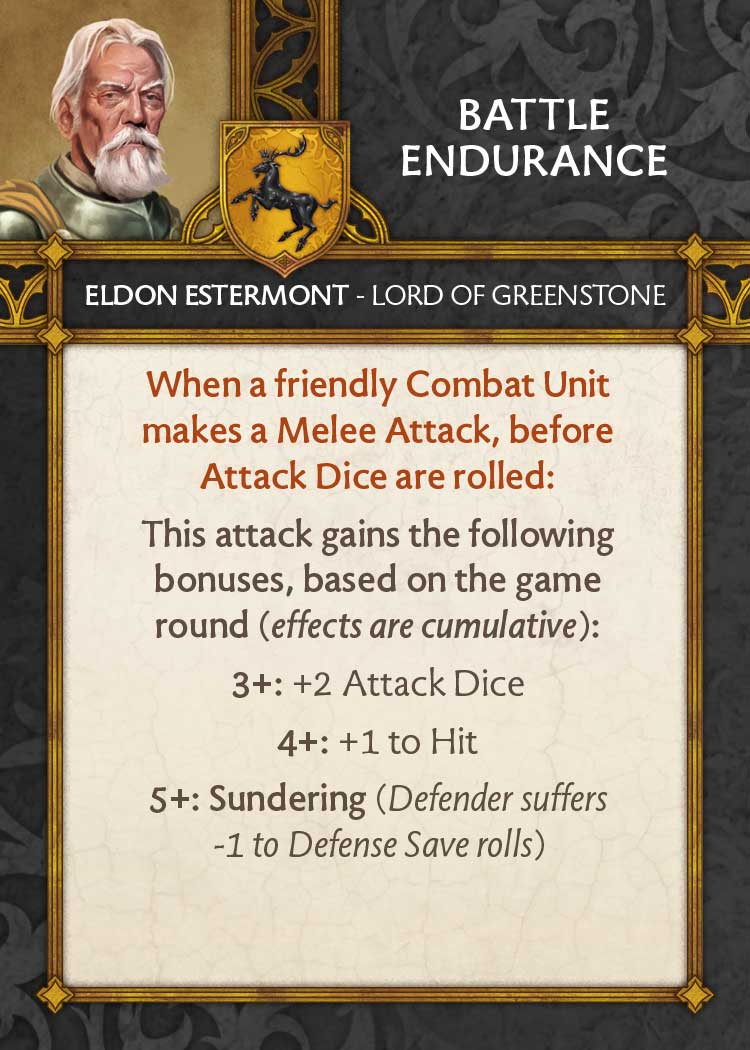 BATTLE
ENDURANCE
ELDON ESTERMONT - LORD OF GREENSTONE
When a friendly Combat Unit
makes a Melee Attack, before
Attack Dice are rolled:
This attack gains the following
bonuses, based on the game
round (effects are cumulative):
3+: +2 Attack Dice
4+: +1 to Hit
5+: Sundering (Defender suffers
-1 to Defense Save rolls)